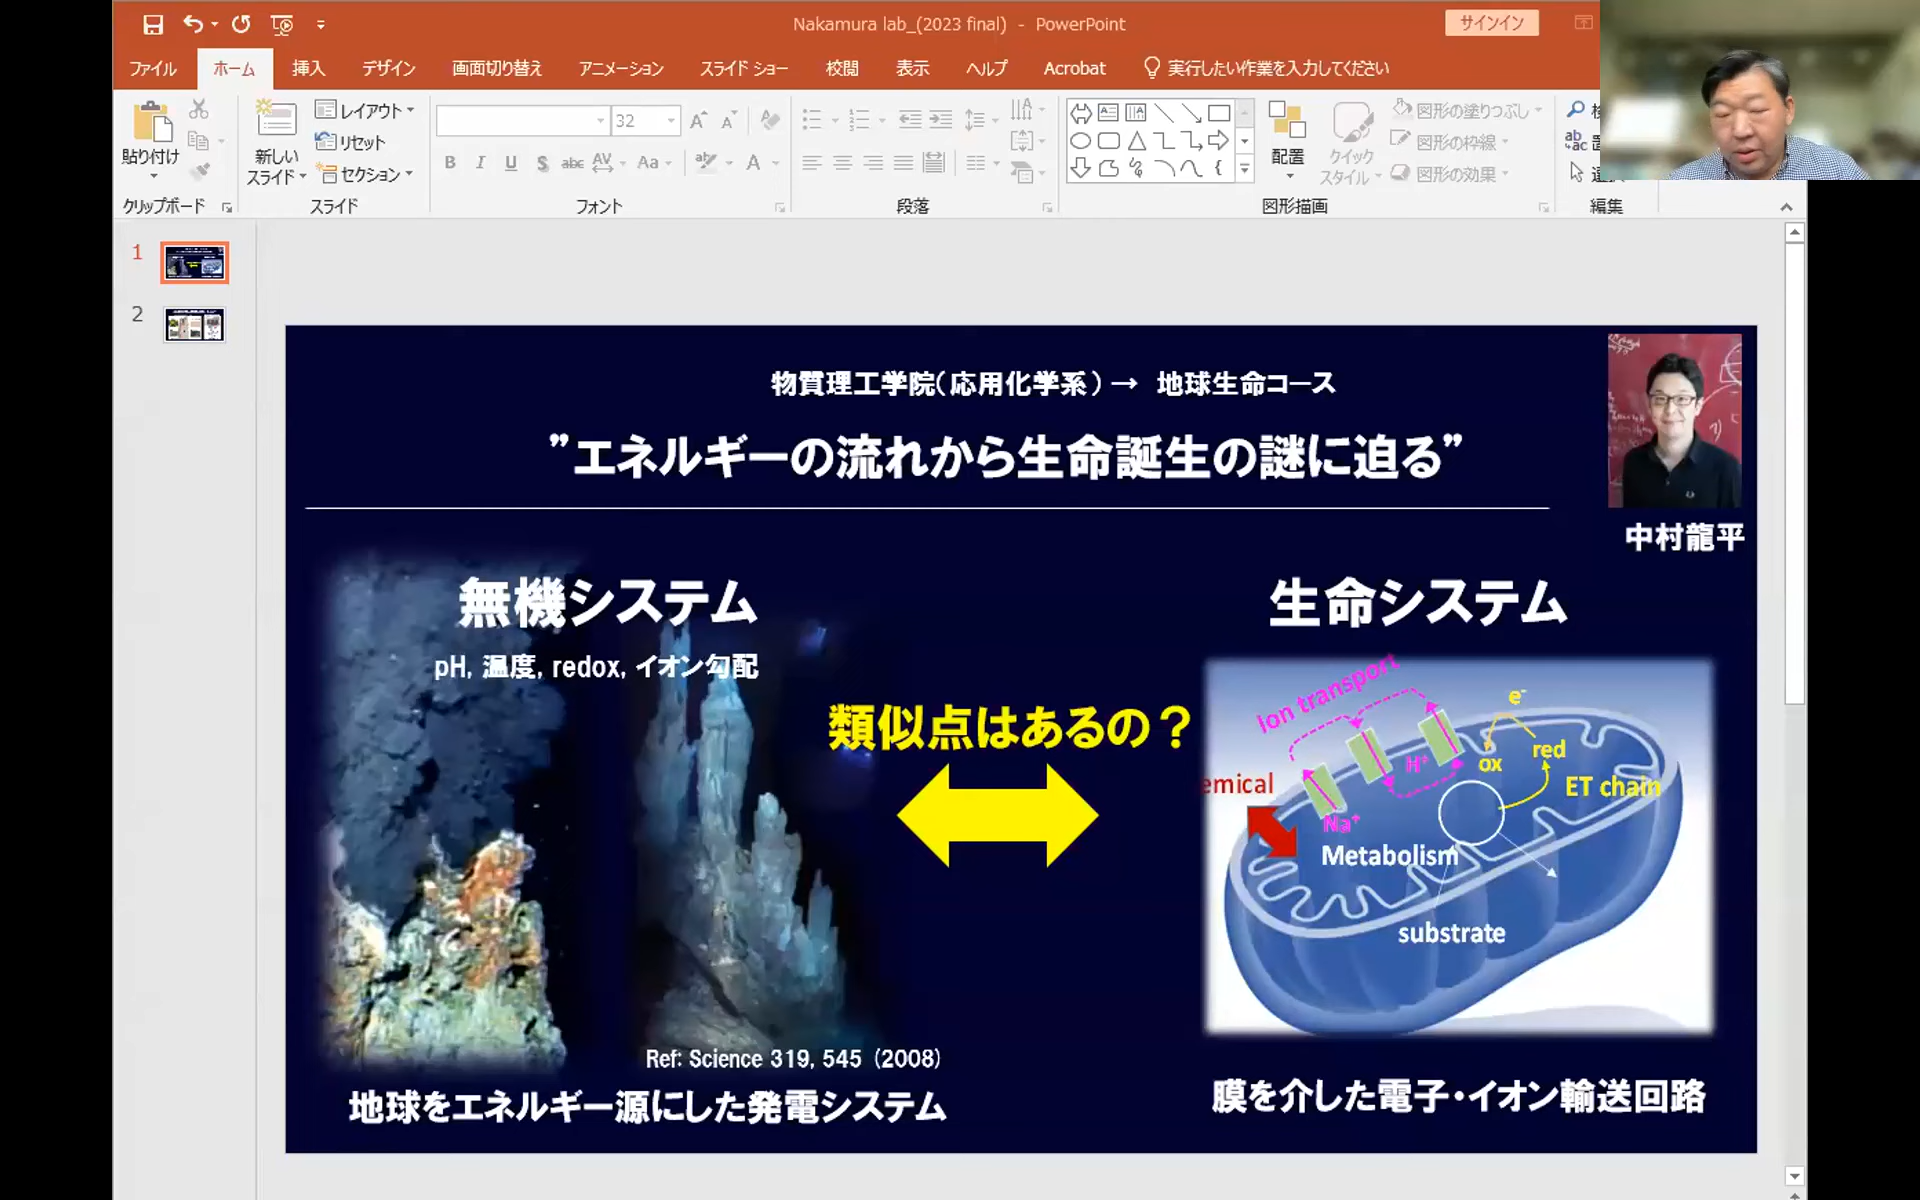 Nakamura lab_(2023 final) - PowerPoint
サインイン
ファイル ホーム 挿入 デザイン 画面切り替え アニメーション スライド ショー 校閲 表示 ヘルプ Acrobat 実行したい作業を入力してください
貼り付け
新しい
スライド
レイアウト
リセット
セクション
32
B I U S abc AV Aa A
配置
クイック
スタイル
図形の塗りつぶし
図形の枠線
図形の効果
クリップボード スライド フォント 段落 図形描画 編集
1
2
物質理工学院(応用化学系)→ 地球生命コース
”エネルギーの流れから生命誕生の謎に迫る”
中村龍平
無機システム
pH, 温度, redox, イオン勾配
類似点はあるの？
生命システム
Ion transport
e-
red
ox
H+
ET chain
emical
Na+
Metabolism
substrate
Ref: Science 319, 545 (2008)
地球をエネルギー源にした発電システム
膜を介した電子・イオン輸送回路